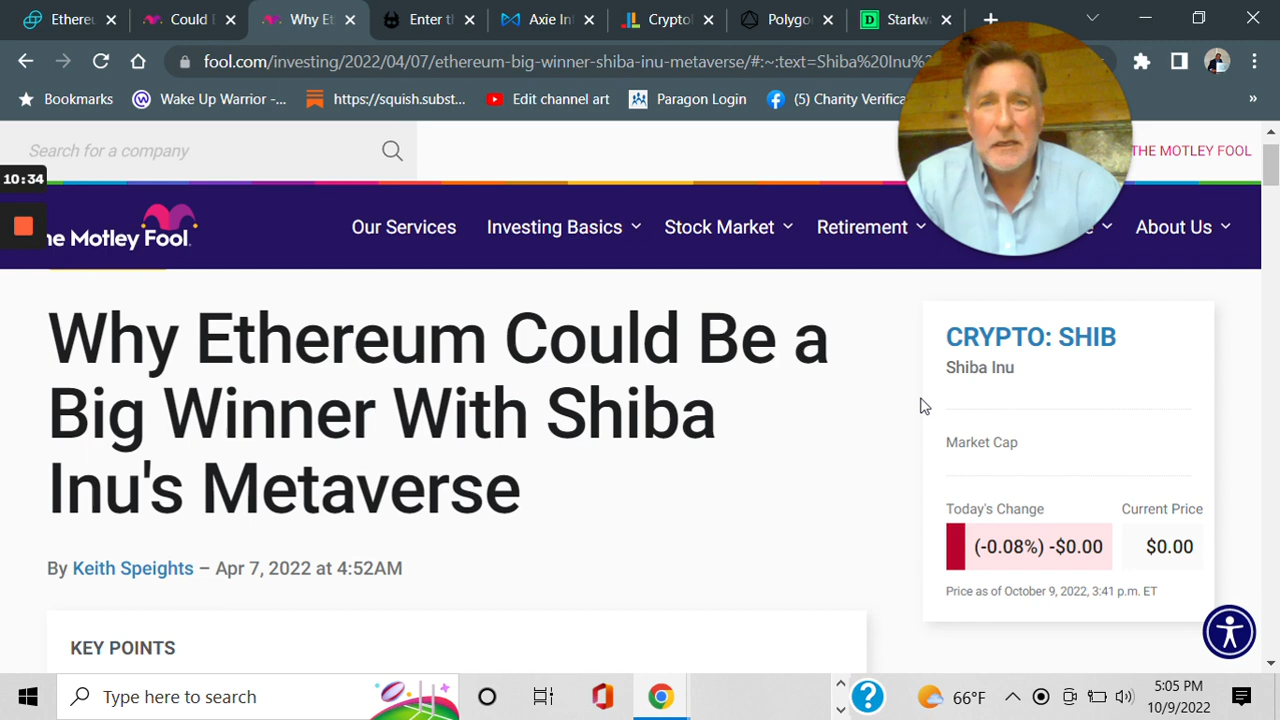 Ethere
Could E
Why Et
Enter th
Axie In
Crypto
Polygo
Starkw
fool.com/investing/2022/04/07/ethereum-big-winner-shiba-inu-metaverse/#:~:text=Shiba%20Inu%
Bookmarks
Wake Up Warrior -...
https://squish.subst...
Edit channel art
Paragon Login
(5) Charity Verifica
Search for a company
THE MOTLEY FOOL
10:34
he Motley Fool.
Our Services
Investing Basics
Stock Market
Retirement
About Us
Why Ethereum Could Be a
Big Winner With Shiba
Inu's Metaverse
By Keith Speights – Apr 7, 2022 at 4:52AM
KEY POINTS
CRYPTO: SHIB
Shiba Inu
Market Cap
Today's Change
Current Price
(-0.08%) -$0.00
$0.00
Price as of October 9, 2022, 3:41 p.m. ET
Type here to search
66°F
5:05 PM
10/9/2022